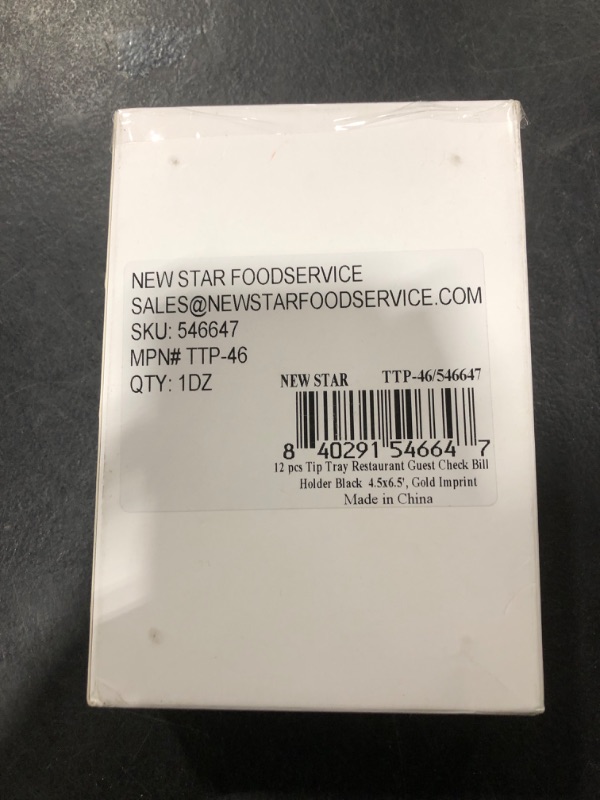 NEW STAR FOODSERVICE
SALES@NEWSTARFOODSERVICE.COM
SKU: 546647
MPN# TTP-46
QTY: 1DZ
NEW STAR TTP-46/546647
8 40291 54664 7
12 pcs Tip Tray Restaurant Guest Check Bill
Holder Black 4.5x6.5', Gold Imprint
Made in China